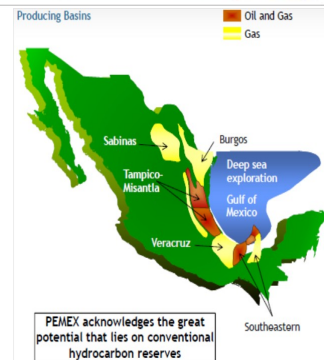 Producing Basins
Oil and Gas
Gas
Sabinas
Burgos
Tampico-
Misantla
Deep sea
exploration
Gulf of
Mexico
Veracruz
Southeastern
PEMEX acknowledges the great
potential that lies on conventional
hydrocarbon reserves